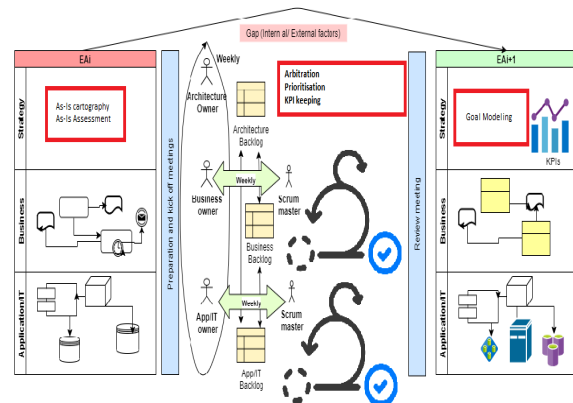 Gap (Intern al/ External factors)
EAi
Strategy
As-Is cartography
As-Is Assessment
Business
Application/IT
Preparation and kick off meetings
Weekly
Architecture
Owner
Architecture
Backlog
Arbitration
Prioritisation
KPI keeping
Weekly
Business
owner
Scrum
master
Business
Backlog
Weekly
App/IT
owner
Scrum
master
App/IT
Backlog
Review meeting
EAi+1
Strategy
Goal Modeling
KPIs
Business
Application/IT